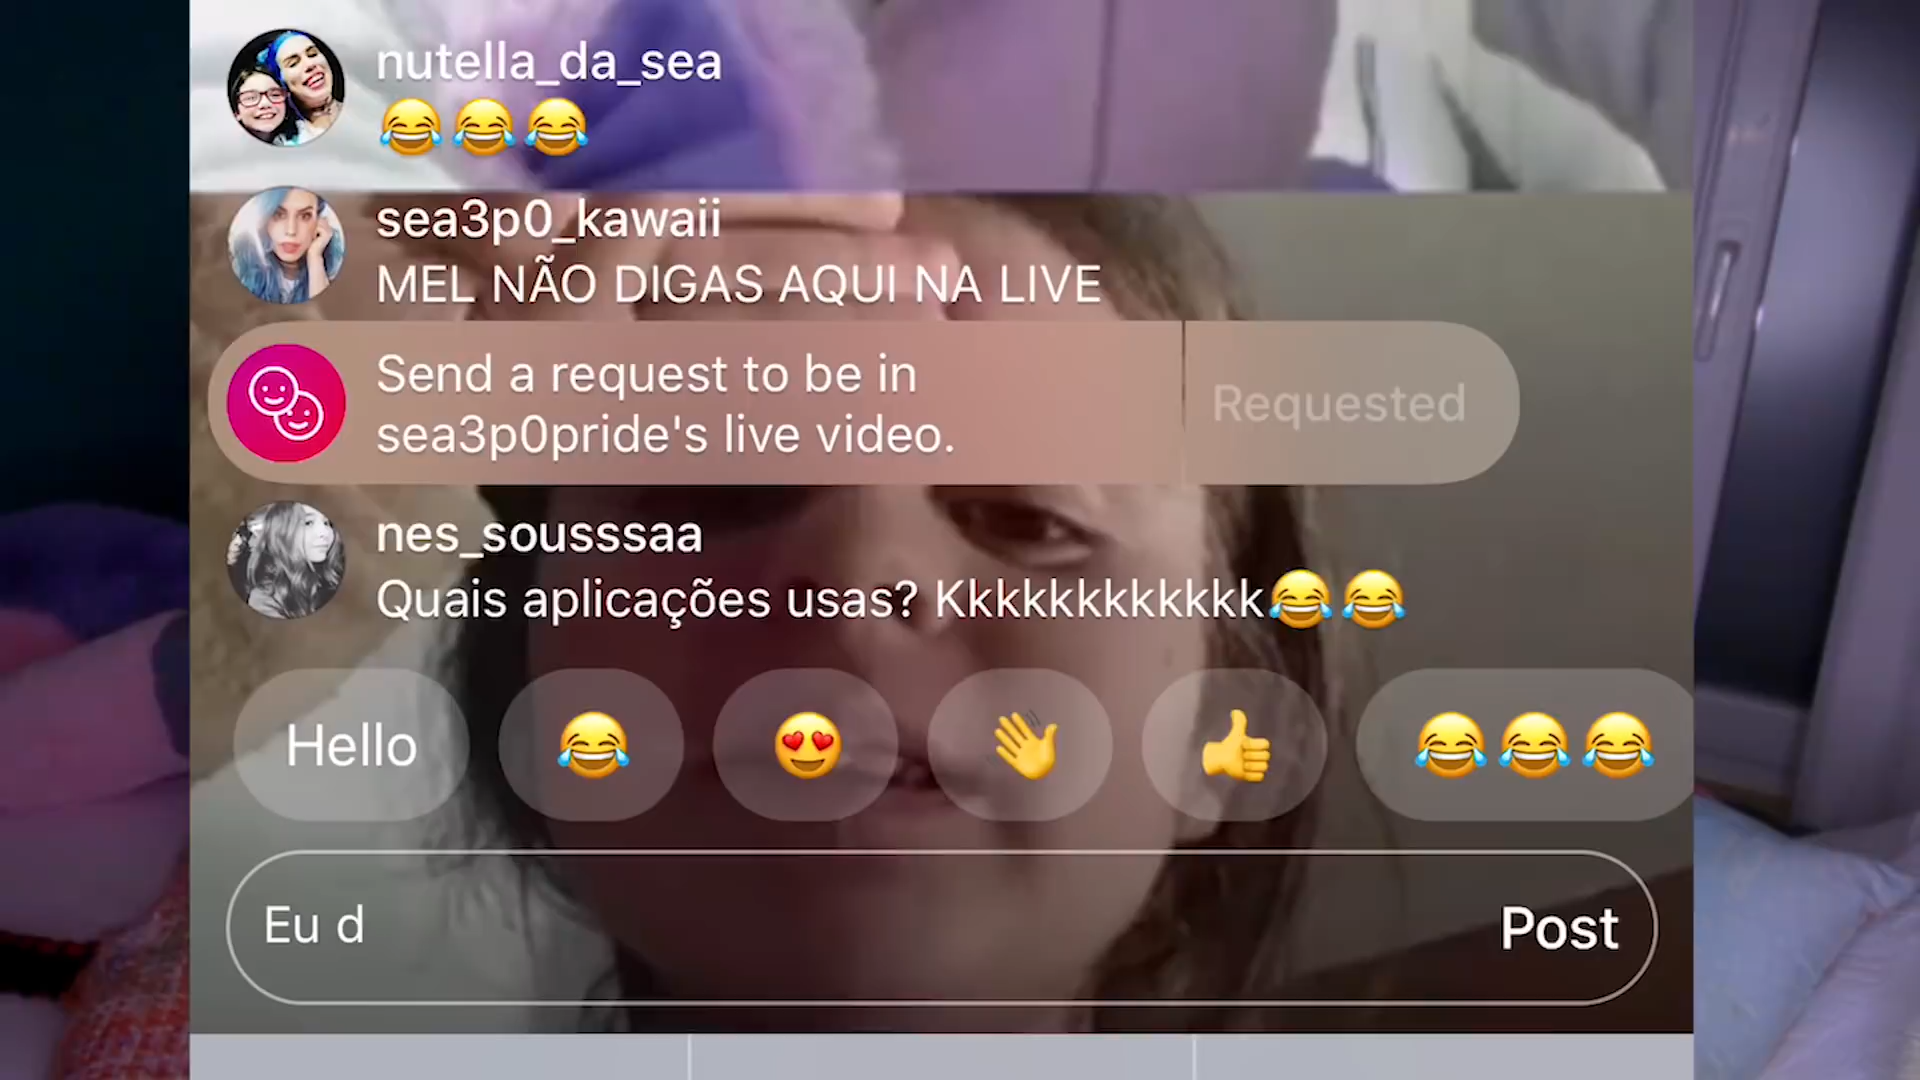 nutella_da_sea
😂😂😂
sea3p0_kawaii
MEL NÃO DIGAS AQUI NA LIVE
Send a request to be in
sea3p0pride's live video.
Requested
nes_sousssaa
Quais aplicações usas? Kkkkkkkkkkkk😂😂
Hello 😂 😍 👋 👍 😂😂😂
Eu d
Post